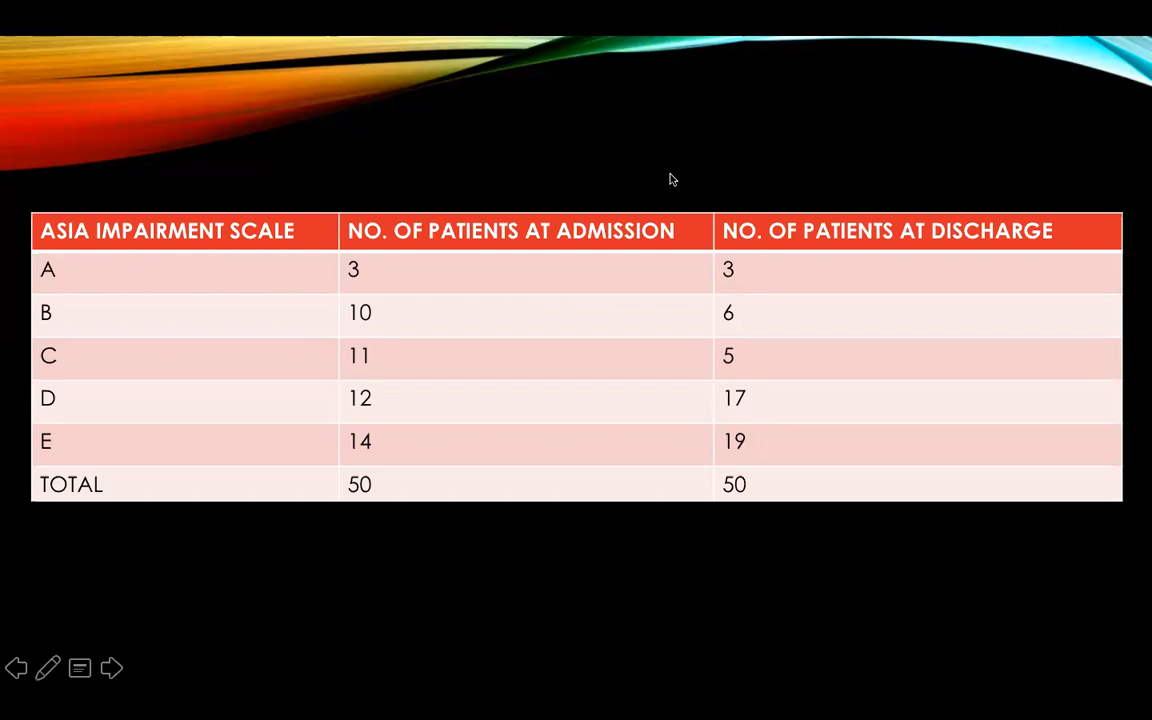 ASIA IMPAIRMENT SCALE NO. OF PATIENTS AT ADMISSION NO. OF PATIENTS AT DISCHARGE
A 3 3
B 10 6
C 11 5
D 12 17
E 14 19
TOTAL 50 50